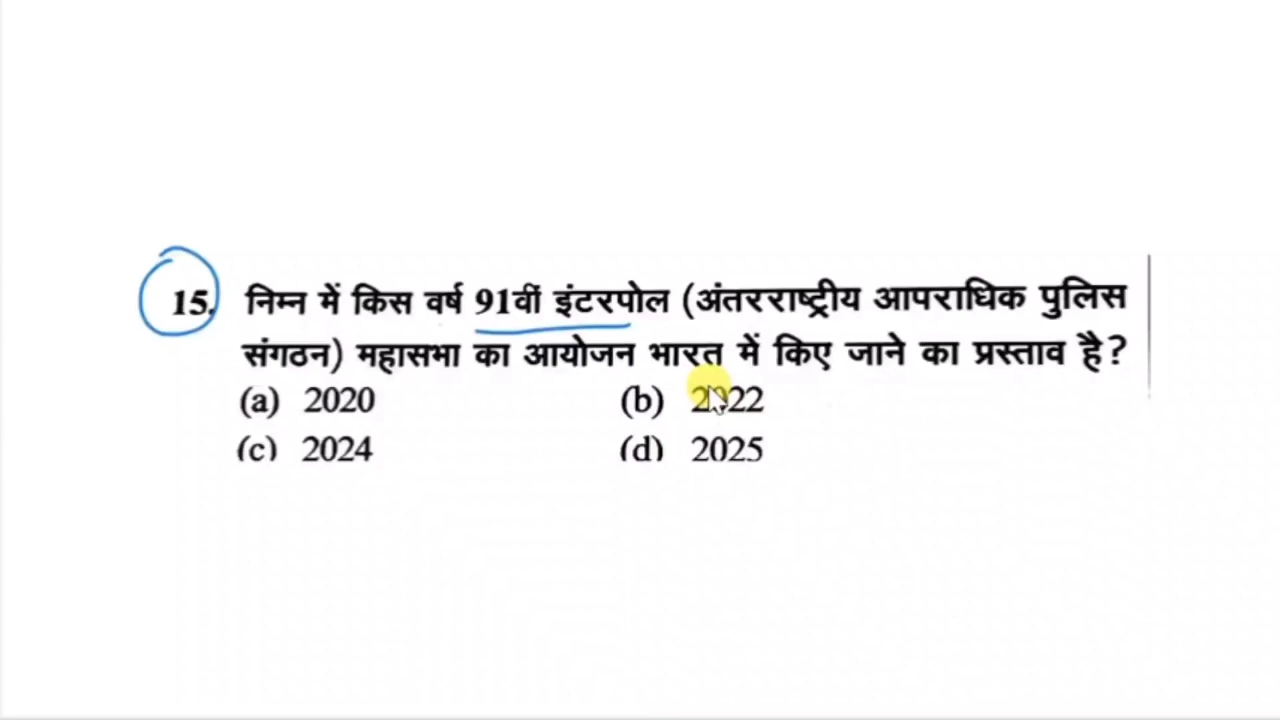 15. निम्न में किस वर्ष 91वीं इंटरपोल (अंतरराष्ट्रीय आपराधिक पुलिस
संगठन) महासभा का आयोजन भारत में किए जाने का प्रस्ताव है?
(a) 2020 (b) 2022
(c) 2024 (d) 2025